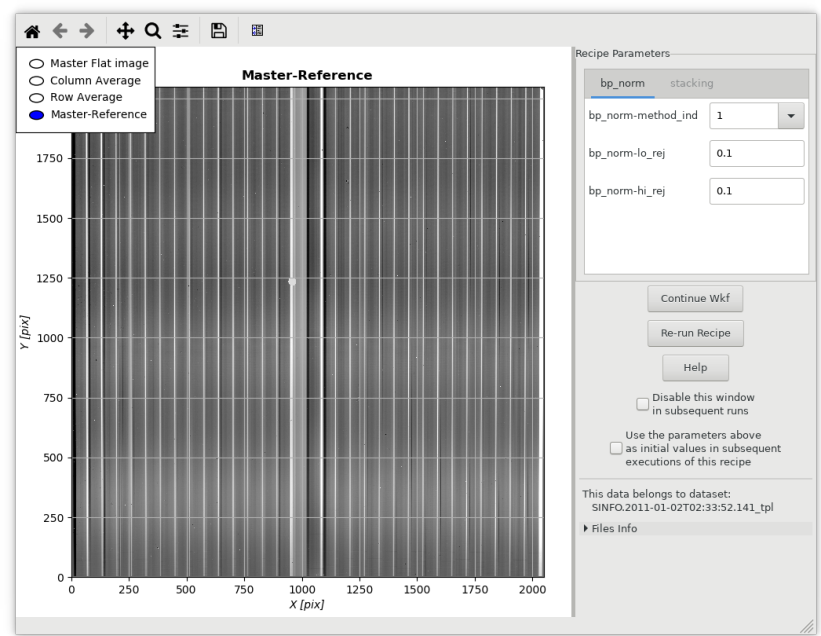 Master Flat image
Column Average
Row Average
Master-Reference
Master-Reference
1750
1500
1250
1000
750
500
250
0
Y [pix]
0 250 500 750 1000 1250 1500 1750 2000
X [pix]
Recipe Parameters
bp_norm stacking
bp_norm-method_ind 1
bp_norm-lo_rej 0.1
bp_norm-hi_rej 0.1
Continue Wkf
Re-run Recipe
Help
Disable this window
in subsequent runs
Use the parameters above
as initial values in subsequent
executions of this recipe
This data belongs to dataset:
SINFO.2011-01-02T02:33:52.141_tpl
Files Info